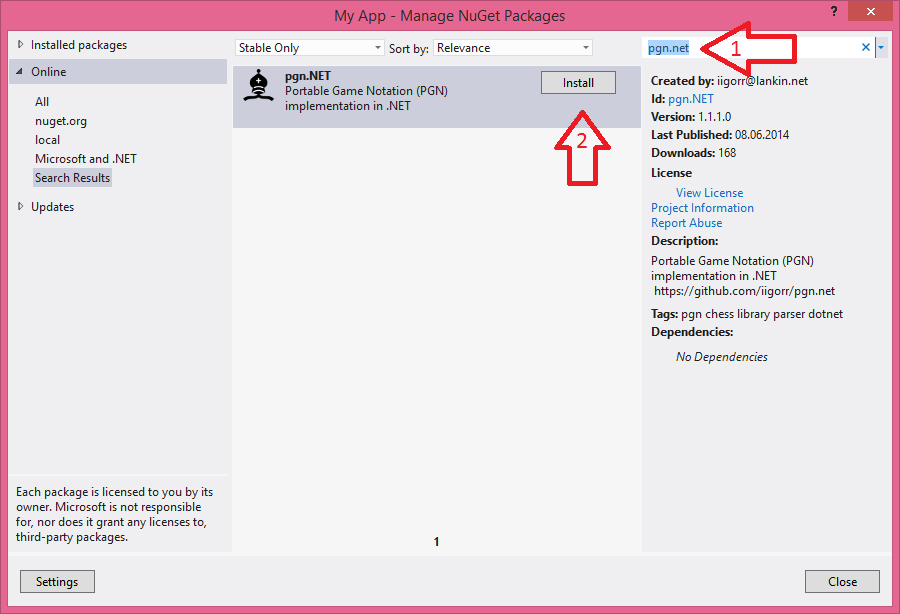 My App - Manage NuGet Packages
?
Installed packages
Online
All
nuget.org
local
Microsoft and .NET
Search Results
Updates
Each package is licensed to you by its
owner. Microsoft is not responsible
for, nor does it grant any licenses to,
third-party packages.
Stable Only
Sort by:
Relevance
pgn.NET
Portable Game Notation (PGN)
implementation in .NET
Install
2
1
pgn.net
1
Created by: iigorr@lankin.net
Id: pgn.NET
Version: 1.1.1.0
Last Published: 08.06.2014
Downloads: 168
License
View License
Project Information
Report Abuse
Description:
Portable Game Notation (PGN)
implementation in .NET
https://github.com/iigorr/pgn.net
Tags: pgn chess library parser dotnet
Dependencies:
No Dependencies
Settings
Close